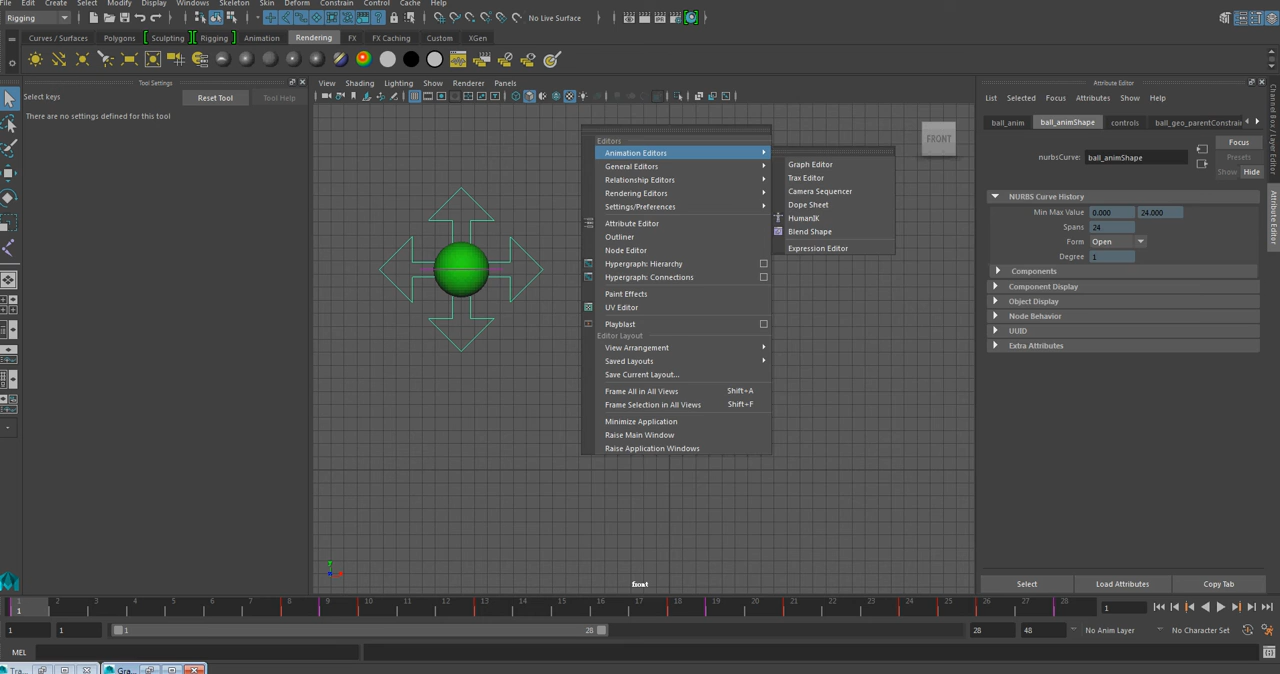 File Edit Create Select Modify Display Windows Skeleton Skin Deform Constrain Control Cache Help
Rigging No Live Surface
Curves / Surfaces Polygons Sculpting Rigging Animation Rendering FX FX Caching Custom XGen
Tool Settings
Select keys Reset Tool Tool Help
There are no settings defined for this tool
View Shading Lighting Show Renderer Panels
FRONT
Editors
Animation Editors
General Editors
Relationship Editors
Rendering Editors
Settings/Preferences
Attribute Editor
Outliner
Node Editor
Hypergraph: Hierarchy
Hypergraph: Connections
Paint Effects
UV Editor
Playblast
Editor Layout
View Arrangement
Saved Layouts
Save Current Layout...
Frame All in All Views Shift+A
Frame Selection in All Views Shift+F
Minimize Application
Raise Main Window
Raise Application Windows
Graph Editor
Trax Editor
Camera Sequencer
Dope Sheet
HumanIK
Blend Shape
Expression Editor
y
front
Attribute Editor
List Selected Focus Attributes Show Help
ball_anim ball_animShape controls ball_geo_parentConstrain
nurbsCurve: ball_animShape
Focus
Presets
Show Hide
NURBS Curve History
Min Max Value 0.000 24.000
Spans 24
Form Open
Degree 1
Components
Component Display
Object Display
Node Behavior
UUID
Extra Attributes
Select Load Attributes Copy Tab
Channel Box / Layer Editor
Attribute Editor
1 2 3 4 5 6 7 8 9 10 11 12 13 14 15 16 17 18 19 20 21 22 23 24 25 26 27 28
1 1
1 1 1 28 28 48 No Anim Layer No Character Set
MEL
Tra... Gra...